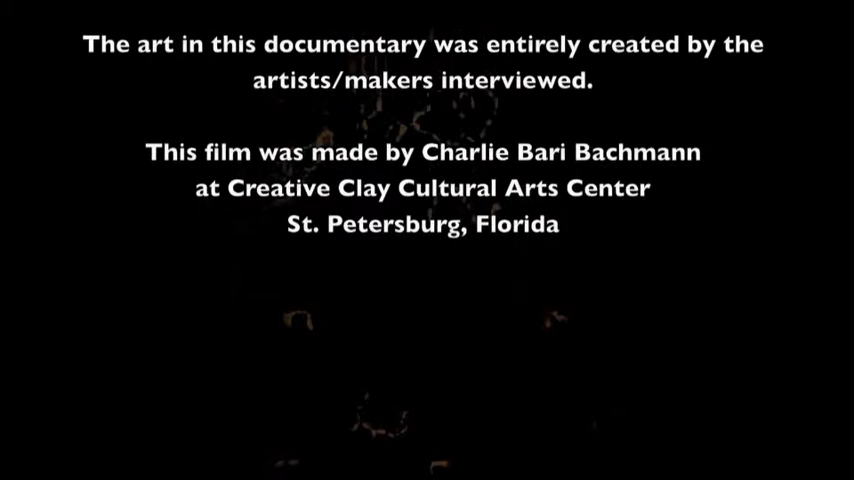 The art in this documentary was entirely created by the
artists/makers interviewed.
This film was made by Charlie Bari Bachmann
at Creative Clay Cultural Arts Center
St. Petersburg, Florida